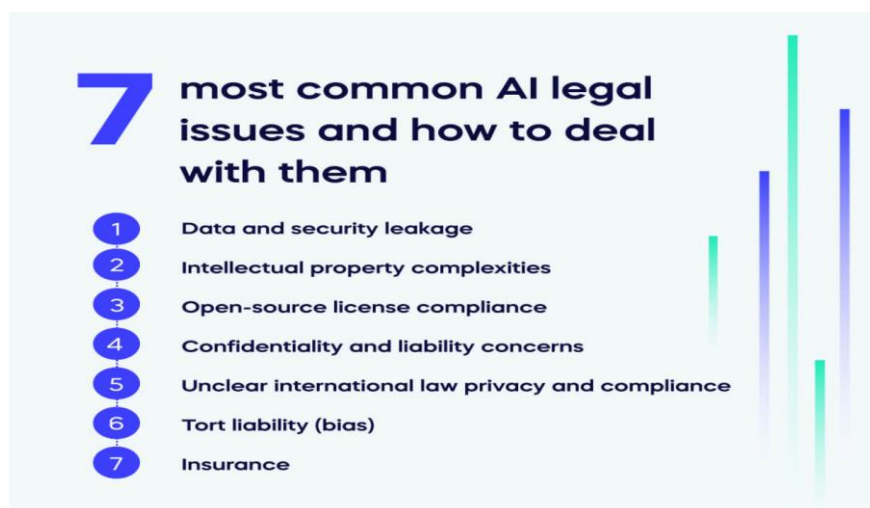 7
most common AI legal
issues and how to deal
with them
1 Data and security leakage
2 Intellectual property complexities
3 Open-source license compliance
4 Confidentiality and liability concerns
5 Unclear international law privacy and compliance
6 Tort liability (bias)
7 Insurance